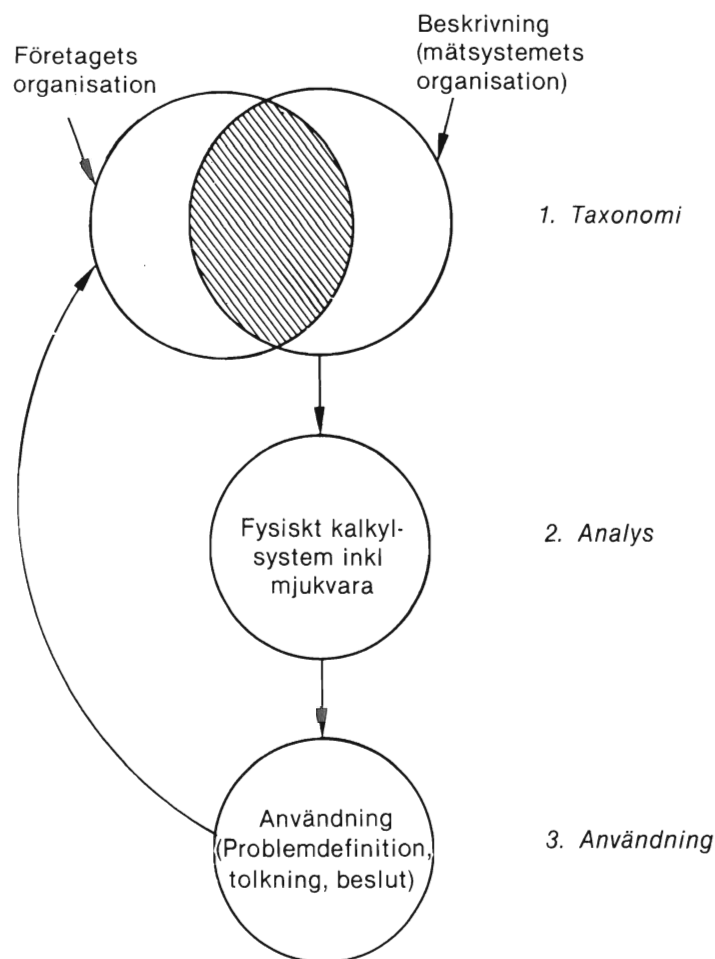 Företagets
organisation
Beskrivning
(mätsystemets
organisation)
1. Taxonomi
Fysiskt kalkyl-
system inkl
mjukvara
2. Analys
Användning
(Problemdefinition,
tolkning, beslut)
3. Användning